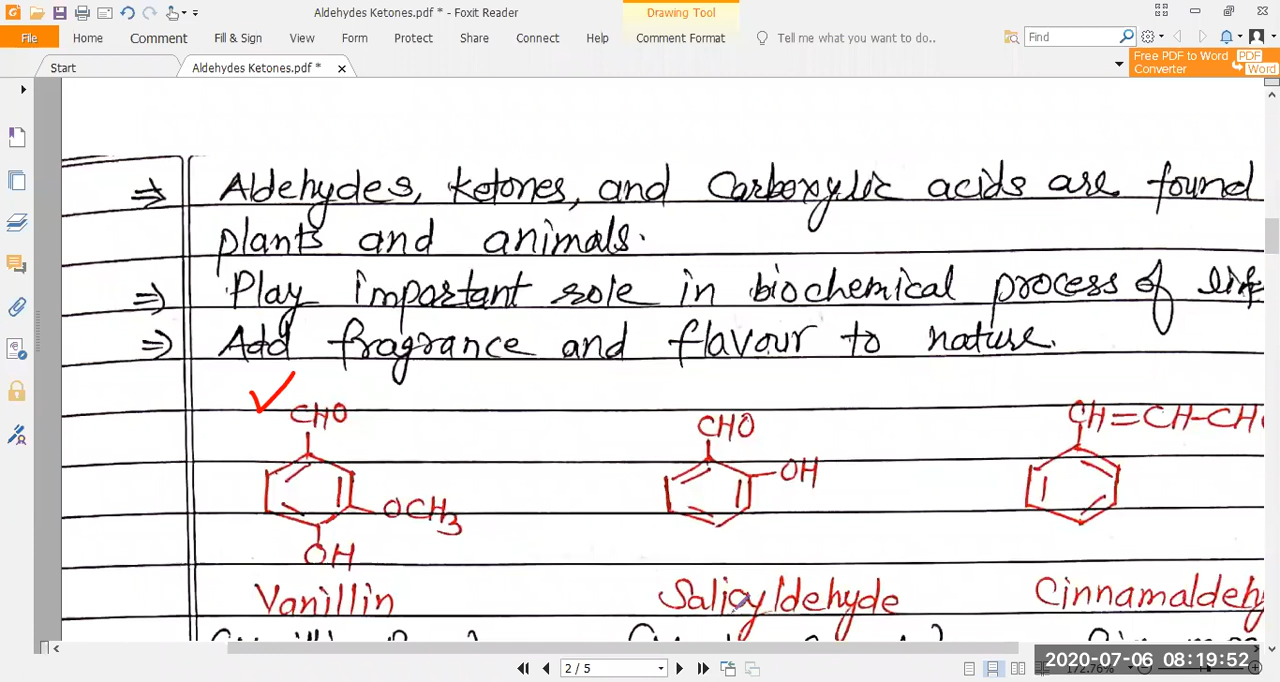 Aldehydes Ketones.pdf * - Foxit Reader
Drawing Tool
File Home Comment Fill & Sign View Form Protect Share Connect Help Comment Format Tell me what you want to do.. Find
Start Aldehydes Ketones.pdf * x
Free PDF to Word Converter
PDF Word
⇒ Aldehydes, ketones, and Carboxylic acids are found
plants and animals.
⇒ Play important role in biochemical process of life
⇒ Add fragrance and flavour to nature.
CHO
OCH3
OH
Vanillin
CHO
OH
Salicyldehyde
CH=CH-CH
Cinnamaldehy
2 / 5
2020-07-06 08:19:52